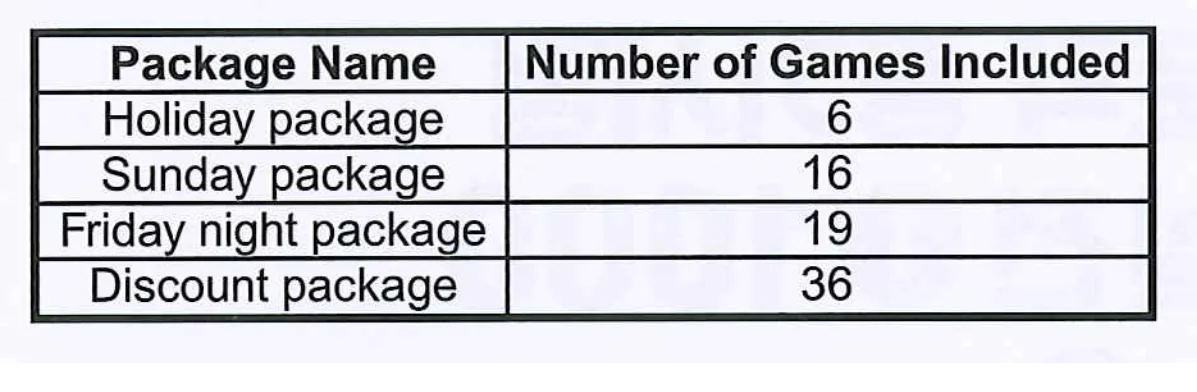 Package Name Number of Games Included
Holiday package 6
Sunday package 16
Friday night package 19
Discount package 36